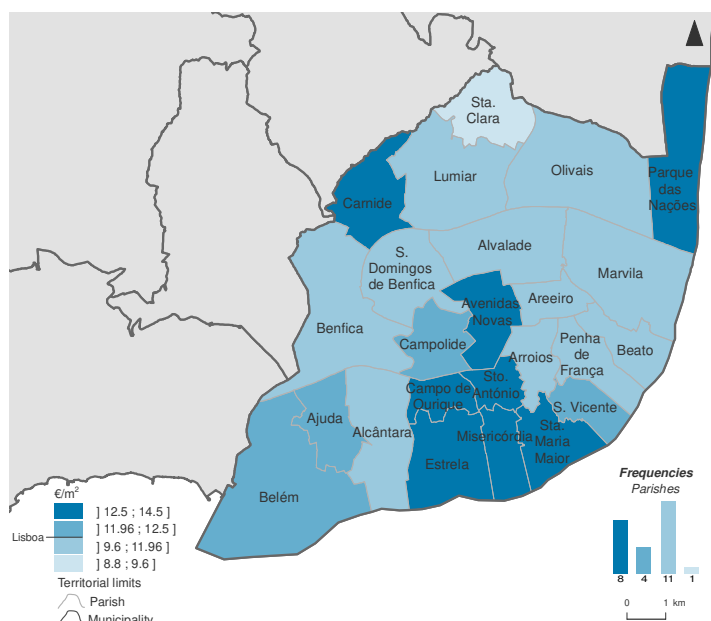 Sta.
Clara
Lumiar
Olivais
Parque
das
Nações
Carnide
Alvalade
S.
Domingos
de Benfica
Marvila
Avenidas
Novas
Areeiro
Benfica
Campolide
Arroios
Penha
de
França
Beato
Sto.
António
Campo de
Ourique
S. Vicente
Ajuda
Alcântara
Misericórdia
Sta.
Maria
Maior
Estrela
Belém
€/m²
] 12.5 ; 14.5 ]
] 11.96 ; 12.5 ]
Lisboa
] 9.6 ; 11.96 ]
] 8.8 ; 9.6 ]
Territorial limits
Parish
Municipality
Frequencies
Parishes
8 4 11 1
0 1 km